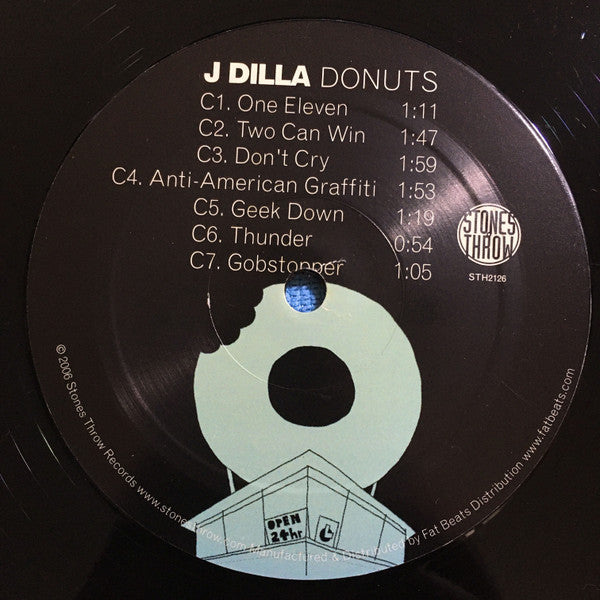 J DILLA DONUTS
C1. One Eleven 1:11
C2. Two Can Win 1:47
C3. Don't Cry 1:59
C4. Anti-American Graffiti 1:53
C5. Geek Down 1:19
C6. Thunder 0:54
C7. Gobstopper 1:05
STONES
THROW
STH2126
OPEN
24hr
© 2006 Stones Throw Records www.stonesthrow.com Manufactured & Distributed by Fat Beats Distribution www.fatbeats.com